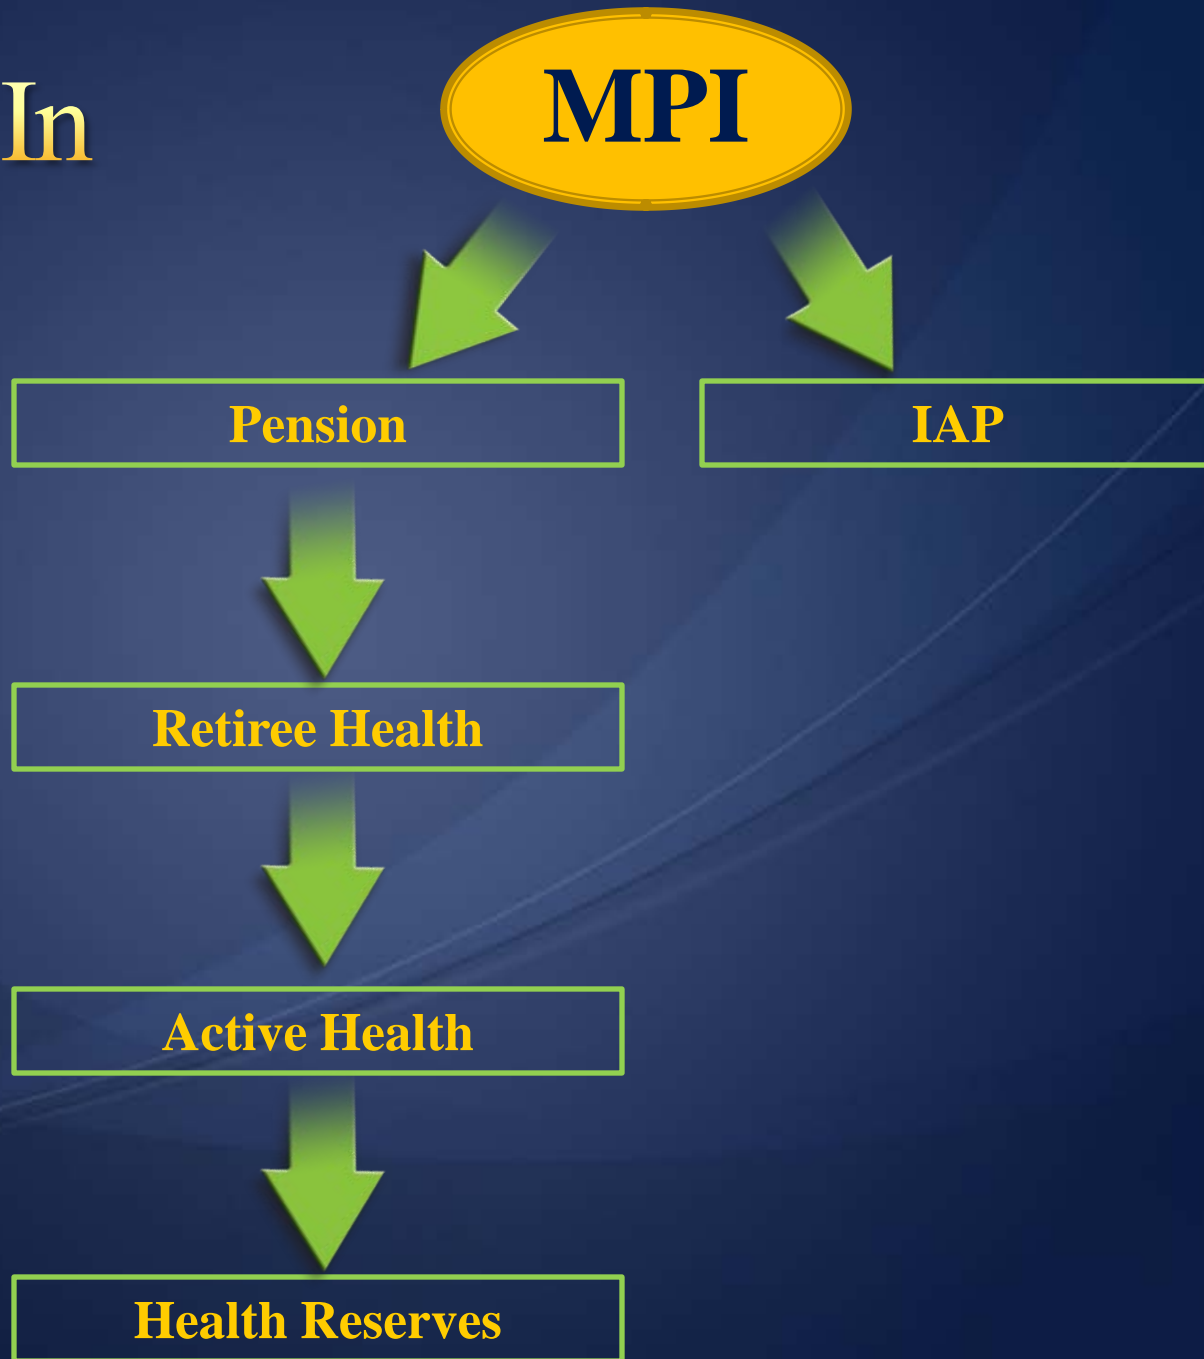 In
MPI
Pension
IAP
Retiree Health
Active Health
Health Reserves